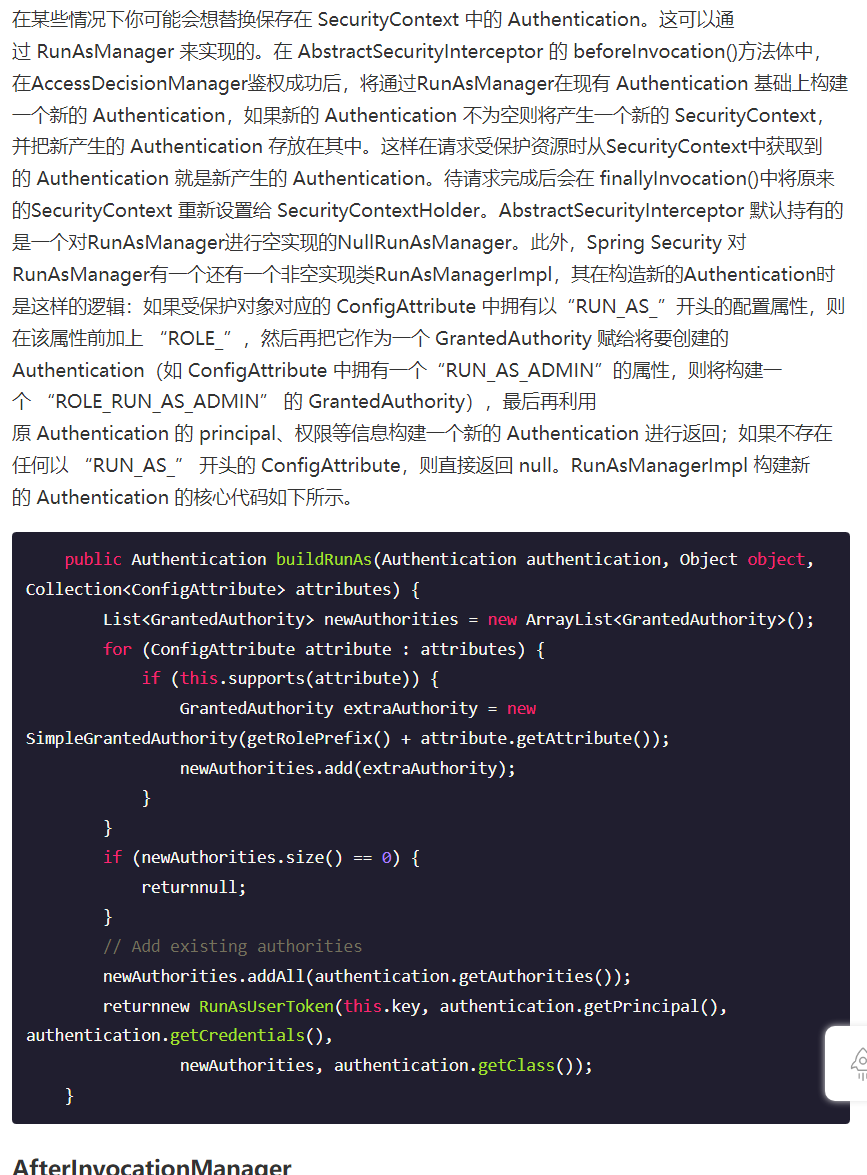 在某些情况下你可能会想替换保存在 SecurityContext 中的 Authentication。这可以通
过 RunAsManager 来实现的。在 AbstractSecurityInterceptor 的 beforeInvocation()方法体中，
在AccessDecisionManager鉴权成功后，将通过RunAsManager在现有 Authentication 基础上构建
一个新的 Authentication，如果新的 Authentication 不为空则将产生一个新的 SecurityContext，
并把新产生的 Authentication 存放在其中。这样在请求受保护资源时从SecurityContext中获取到
的 Authentication 就是新产生的 Authentication。待请求完成后会在 finallyInvocation()中将原来
的SecurityContext 重新设置给 SecurityContextHolder。AbstractSecurityInterceptor 默认持有的
是一个对RunAsManager进行空实现的NullRunAsManager。此外，Spring Security 对
RunAsManager有一个还有一个非空实现类RunAsManagerImpl，其在构造新的Authentication时
是这样的逻辑：如果受保护对象对应的 ConfigAttribute 中拥有以“RUN_AS_”开头的配置属性，则
在该属性前加上 “ROLE_”，然后再把它作为一个 GrantedAuthority 赋给将要创建的
Authentication（如 ConfigAttribute 中拥有一个“RUN_AS_ADMIN”的属性，则将构建一
个 “ROLE_RUN_AS_ADMIN” 的 GrantedAuthority），最后再利用
原 Authentication 的 principal、权限等信息构建一个新的 Authentication 进行返回；如果不存在
任何以 “RUN_AS_” 开头的 ConfigAttribute，则直接返回 null。RunAsManagerImpl 构建新
的 Authentication 的核心代码如下所示。
public Authentication buildRunAs(Authentication authentication, Object object,
Collection<ConfigAttribute> attributes) {
List<GrantedAuthority> newAuthorities = new ArrayList<GrantedAuthority>();
for (ConfigAttribute attribute : attributes) {
if (this.supports(attribute)) {
GrantedAuthority extraAuthority = new
SimpleGrantedAuthority(getRolePrefix() + attribute.getAttribute());
newAuthorities.add(extraAuthority);
}
}
if (newAuthorities.size() == 0) {
returnnull;
}
// Add existing authorities
newAuthorities.addAll(authentication.getAuthorities());
returnnew RunAsUserToken(this.key, authentication.getPrincipal(),
authentication.getCredentials(),
newAuthorities, authentication.getClass());
}
AfterInvocationManager